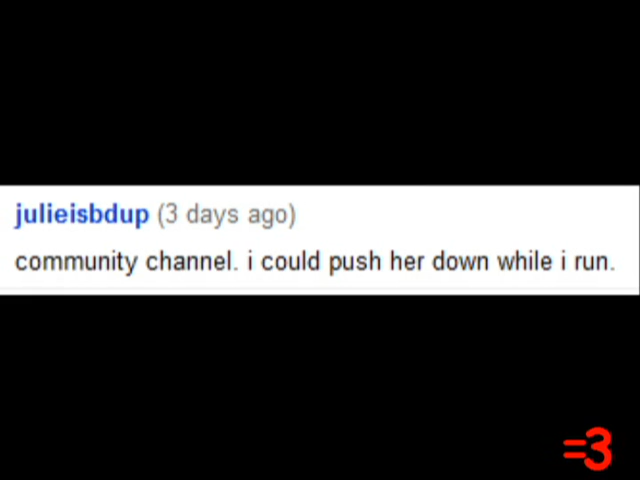 julieisbdup (3 days ago)
community channel. i could push her down while i run.
=3